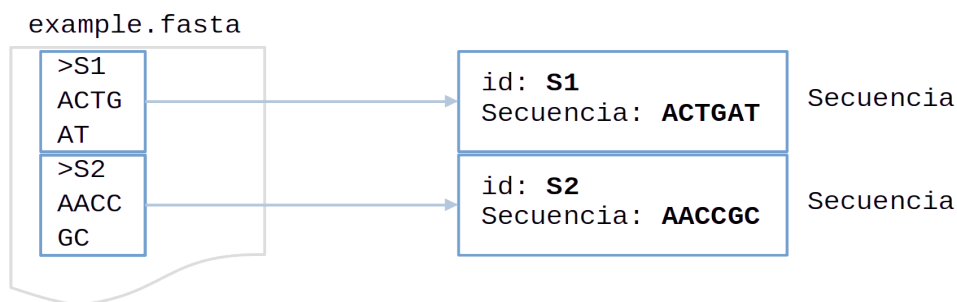 example.fasta
>S1
ACTG
AT
>S2
AACC
GC
id: S1
Secuencia: ACTGAT
Secuencia
id: S2
Secuencia: AACCGC
Secuencia